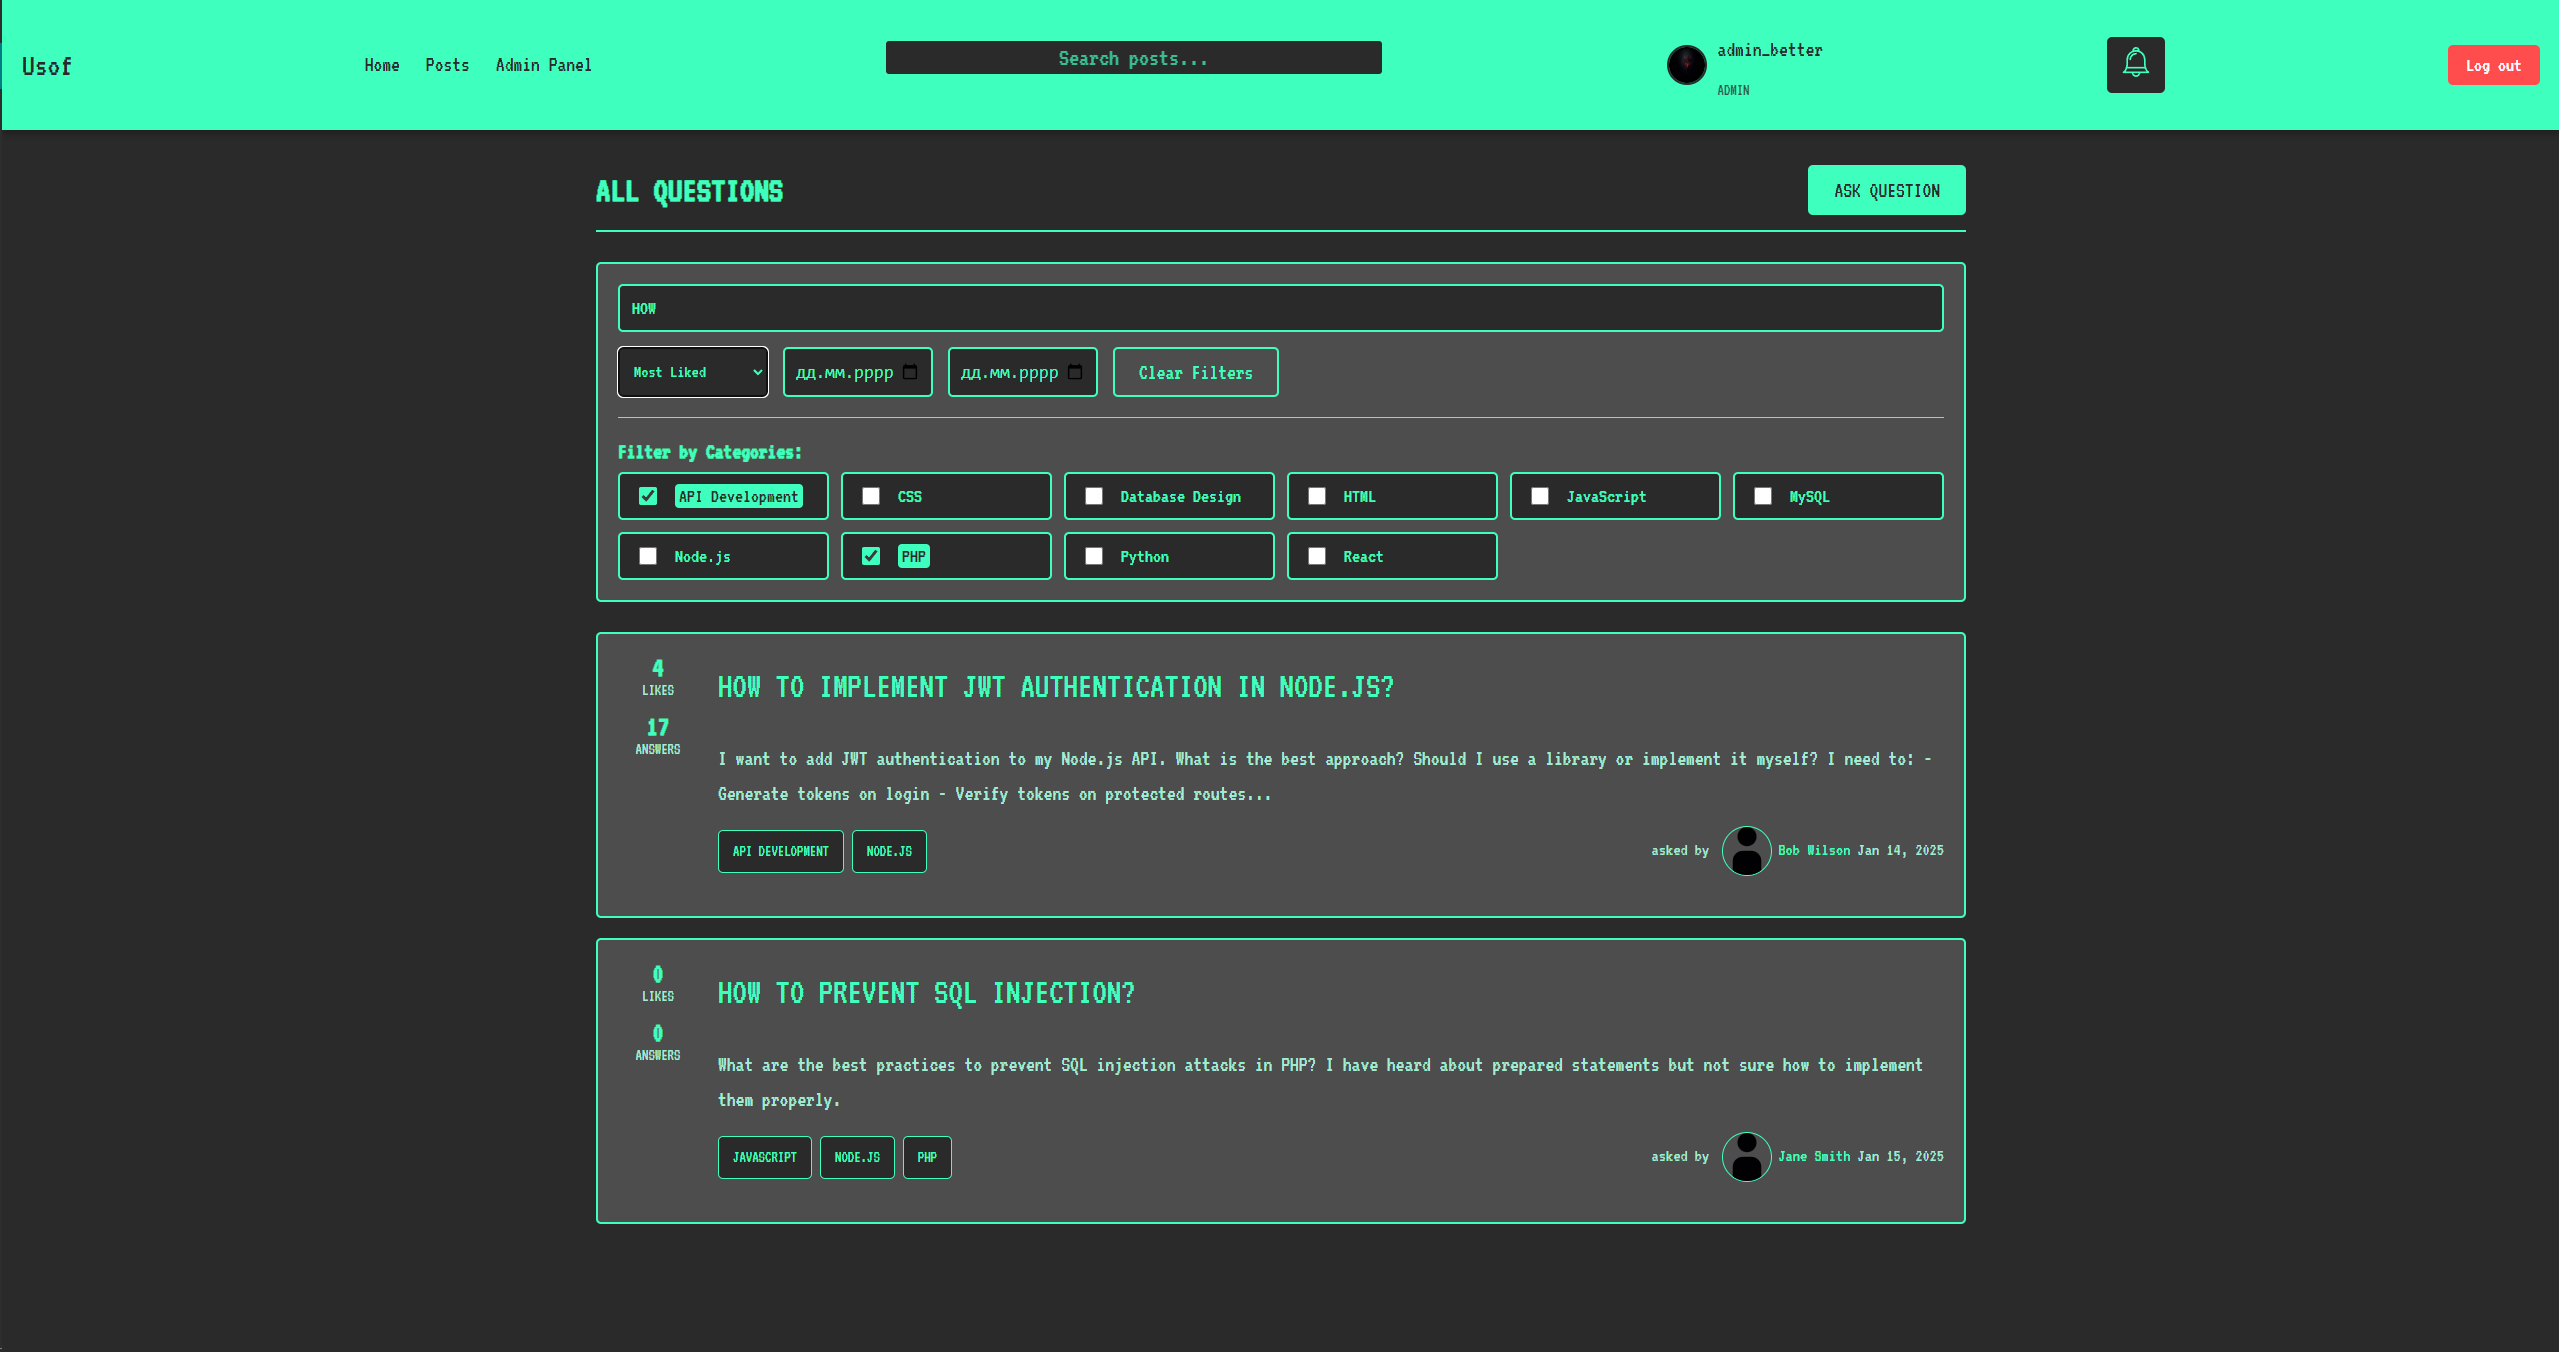 Usof
Home Posts Admin Panel
Search posts...
admin_better
ADMIN
Log out
ALL QUESTIONS
ASK QUESTION
HOW
Most Liked дд.мм.рррр дд.мм.рррр Clear Filters
Filter by Categories:
API Development CSS Database Design HTML JavaScript MySQL
Node.js PHP Python React
4
LIKES
17
ANSWERS
HOW TO IMPLEMENT JWT AUTHENTICATION IN NODE.JS?
I want to add JWT authentication to my Node.js API. What is the best approach? Should I use a library or implement it myself? I need to: -
Generate tokens on login - Verify tokens on protected routes...
API DEVELOPMENT NODE.JS
asked by Bob Wilson Jan 14, 2025
0
LIKES
0
ANSWERS
HOW TO PREVENT SQL INJECTION?
What are the best practices to prevent SQL injection attacks in PHP? I have heard about prepared statements but not sure how to implement
them properly.
JAVASCRIPT NODE.JS PHP
asked by Jane Smith Jan 15, 2025